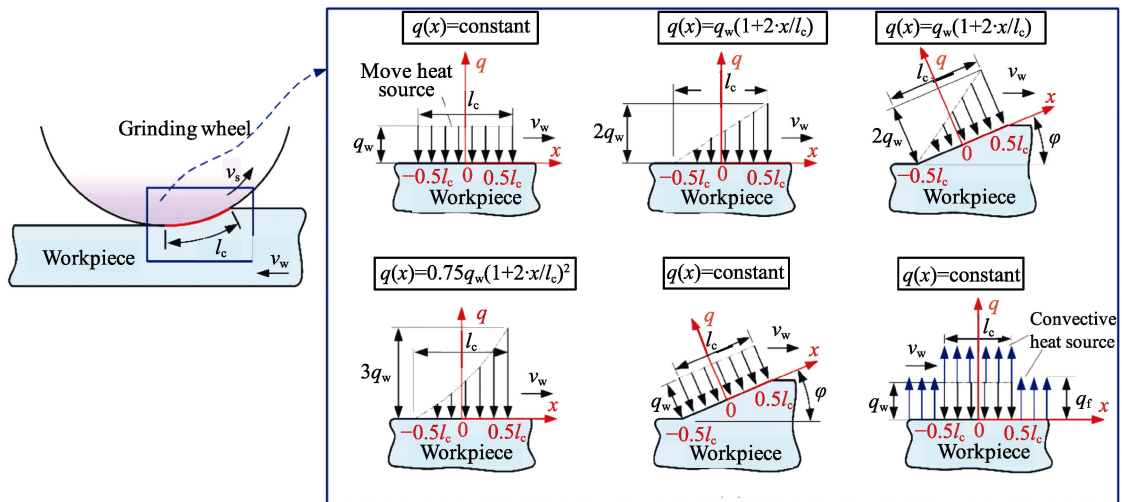 Grinding wheel
v_s
l_c
Workpiece
v_w
q(x)=constant
q
Move heat
source
l_c
v_w
q_w
x
−0.5l_c 0 0.5l_c
Workpiece
q(x)=q_w(1+2·x/l_c)
q
l_c
v_w
2q_w
x
−0.5l_c 0 0.5l_c
Workpiece
q(x)=q_w(1+2·x/l_c)
q
l_c
v_w
x
2q_w
0 0.5l_c
φ
−0.5l_c
Workpiece
q(x)=0.75q_w(1+2·x/l_c)²
q
l_c
3q_w
v_w
x
−0.5l_c 0 0.5l_c
Workpiece
q(x)=constant
q
l_c
v_w
x
q_w
0 0.5l_c
φ
−0.5l_c
Workpiece
q(x)=constant
q
l_c
Convective
heat source
v_w
q_w
q_f
x
−0.5l_c 0 0.5l_c
Workpiece